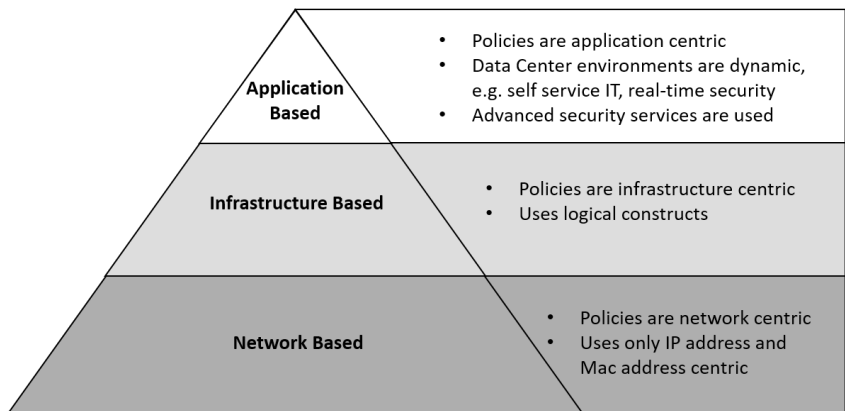 Application
Based
• Policies are application centric
• Data Center environments are dynamic,
e.g. self service IT, real-time security
• Advanced security services are used
Infrastructure Based
• Policies are infrastructure centric
• Uses logical constructs
Network Based
• Policies are network centric
• Uses only IP address and
Mac address centric